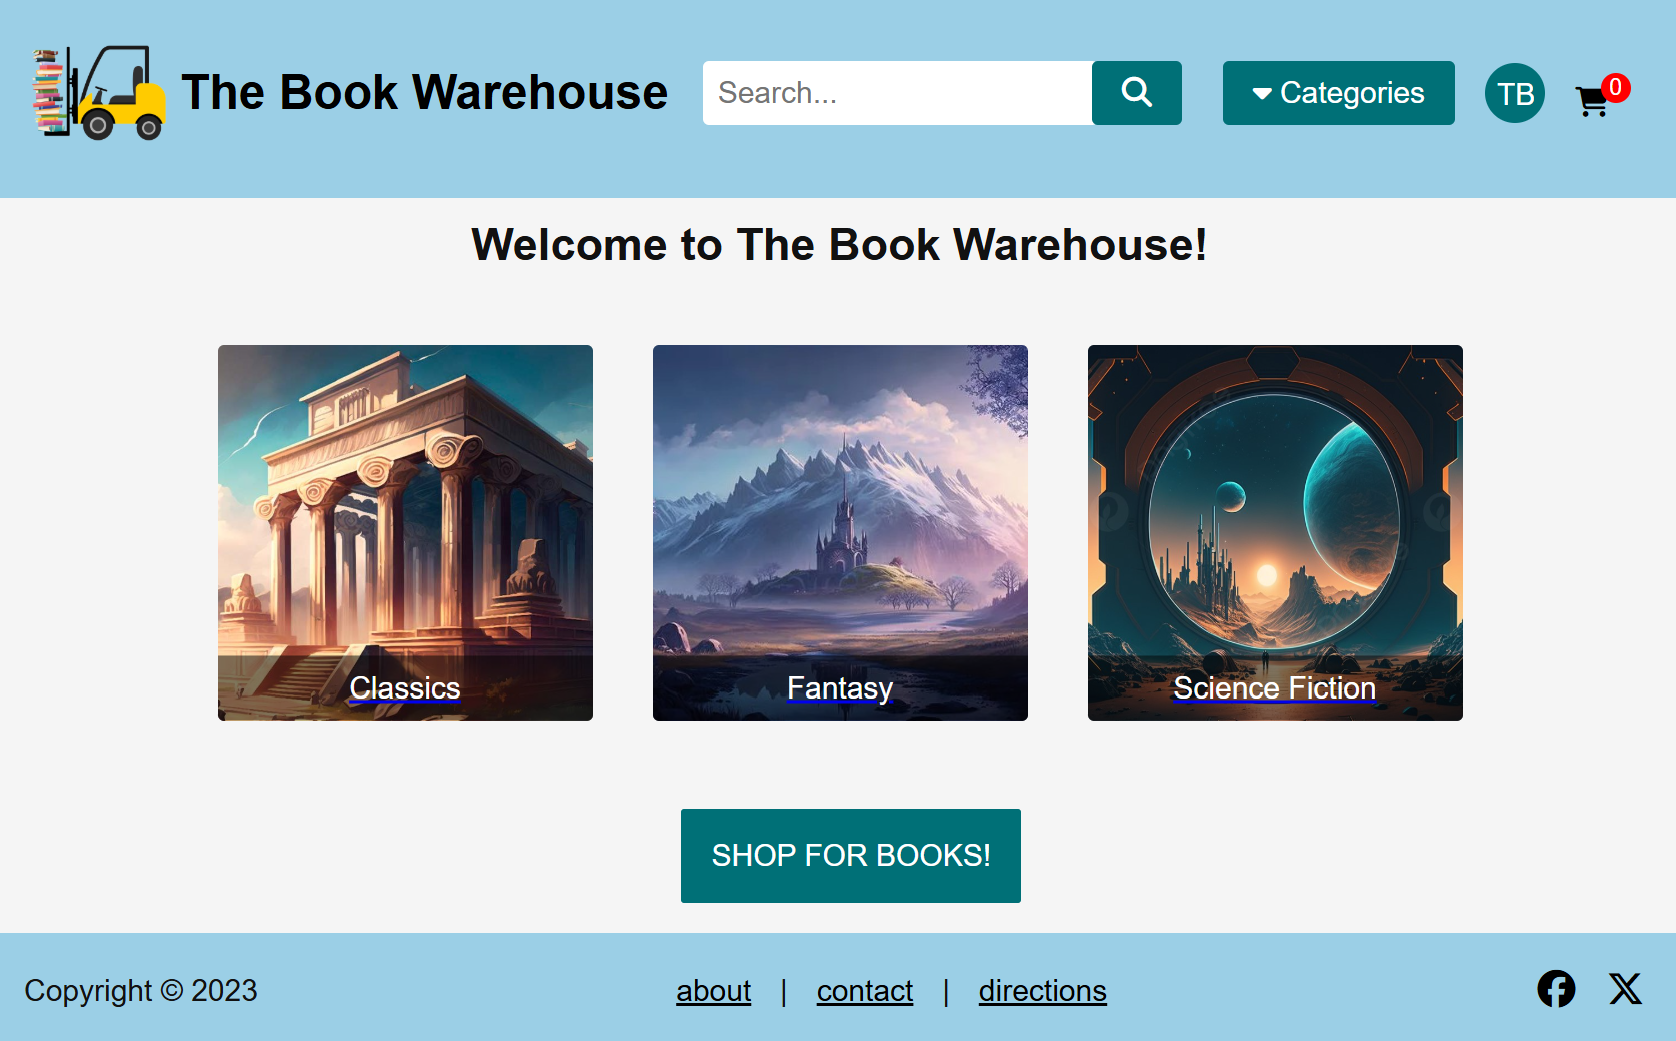 The Book Warehouse
Search...
Categories
TB
0
Welcome to The Book Warehouse!
Classics
Fantasy
Science Fiction
SHOP FOR BOOKS!
Copyright © 2023
about | contact | directions